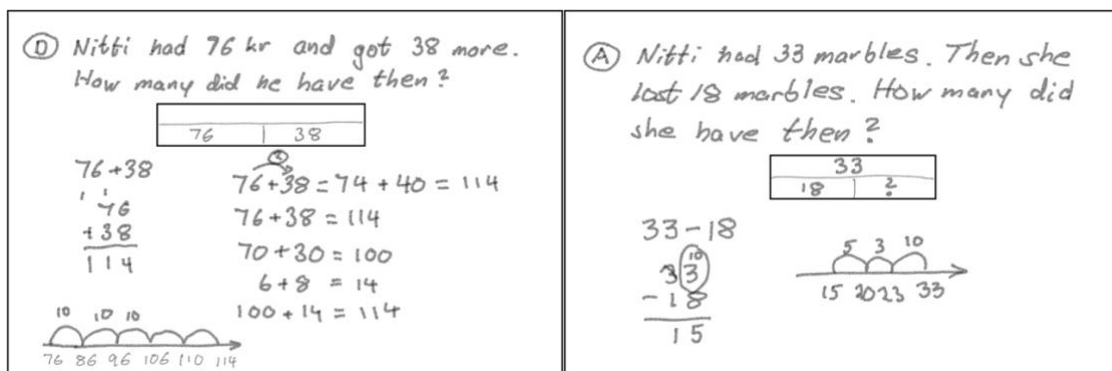 D Nitti had 76 kr and got 38 more.
How many did he have then?
76 38
76+38
1 1
76
+38
114
2
76+38=74+40=114
76+38=114
70+30=100
6+8=14
100+14=114
10 10 10
76 86 96 106 110 114
A Nitti had 33 marbles. Then she
lost 18 marbles. How many did
she have then?
33
18 ?
33-18
10
33
-18
15
5 3 10
15 20 23 33